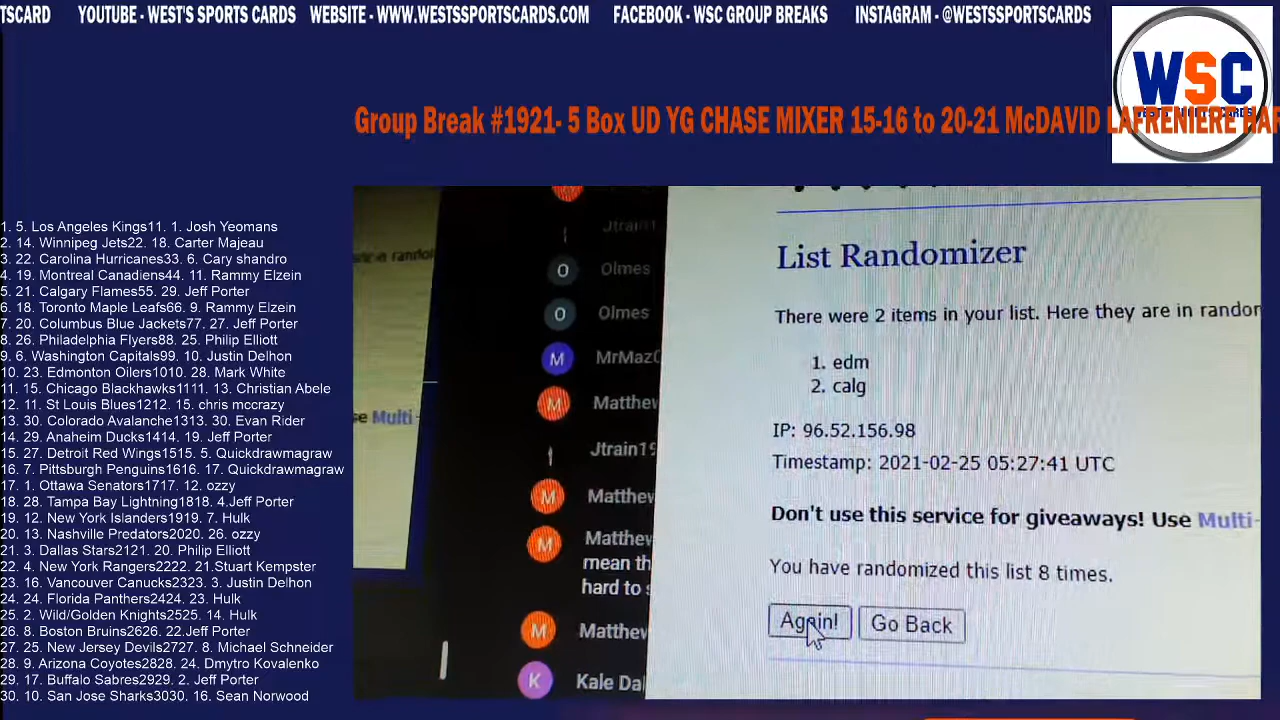 TSCARD YOUTUBE - WEST'S SPORTS CARDS WEBSITE - WWW.WESTSSPORTSCARDS.COM FACEBOOK - WSC GROUP BREAKS INSTAGRAM - @WESTSSPORTSCARDS
WSC
Group Break #1921- 5 Box UD YG CHASE MIXER 15-16 to 20-21 McDAVID LAFRENIERE HAR
1. 5. Los Angeles Kings11. 1. Josh Yeomans
2. 14. Winnipeg Jets22. 18. Carter Majeau
3. 22. Carolina Hurricanes33. 6. Cary shandro
4. 19. Montreal Canadiens44. 11. Rammy Elzein
5. 21. Calgary Flames55. 29. Jeff Porter
6. 18. Toronto Maple Leafs66. 9. Rammy Elzein
7. 20. Columbus Blue Jackets77. 27. Jeff Porter
8. 26. Philadelphia Flyers88. 25. Philip Elliott
9. 6. Washington Capitals99. 10. Justin Delhon
10. 23. Edmonton Oilers1010. 28. Mark White
11. 15. Chicago Blackhawks1111. 13. Christian Abele
12. 11. St Louis Blues1212. 15. chris mccrazy
13. 30. Colorado Avalanche1313. 30. Evan Rider
14. 29. Anaheim Ducks1414. 19. Jeff Porter
15. 27. Detroit Red Wings1515. 5. Quickdrawmagraw
16. 7. Pittsburgh Penguins1616. 17. Quickdrawmagraw
17. 1. Ottawa Senators1717. 12. ozzy
18. 28. Tampa Bay Lightning1818. 4.Jeff Porter
19. 12. New York Islanders1919. 7. Hulk
20. 13. Nashville Predators2020. 26. ozzy
21. 3. Dallas Stars2121. 20. Philip Elliott
22. 4. New York Rangers2222. 21.Stuart Kempster
23. 16. Vancouver Canucks2323. 3. Justin Delhon
24. 24. Florida Panthers2424. 23. Hulk
25. 2. Wild/Golden Knights2525. 14. Hulk
26. 8. Boston Bruins2626. 22.Jeff Porter
27. 25. New Jersey Devils2727. 8. Michael Schneider
28. 9. Arizona Coyotes2828. 24. Dmytro Kovalenko
29. 17. Buffalo Sabres2929. 2. Jeff Porter
30. 10. San Jose Sharks3030. 16. Sean Norwood
Multi
Jtrain1
O Olmes
O Olmes
M MrMaz
M Matthew
Jtrain19
M Matthew
M Matthew
mean th
hard to s
M Matthew
K Kale Dal
List Randomizer
There were 2 items in your list. Here they are in random
1. edm
2. calg
IP: 96.52.156.98
Timestamp: 2021-02-25 05:27:41 UTC
Don't use this service for giveaways! Use Multi-
You have randomized this list 8 times.
Again! Go Back